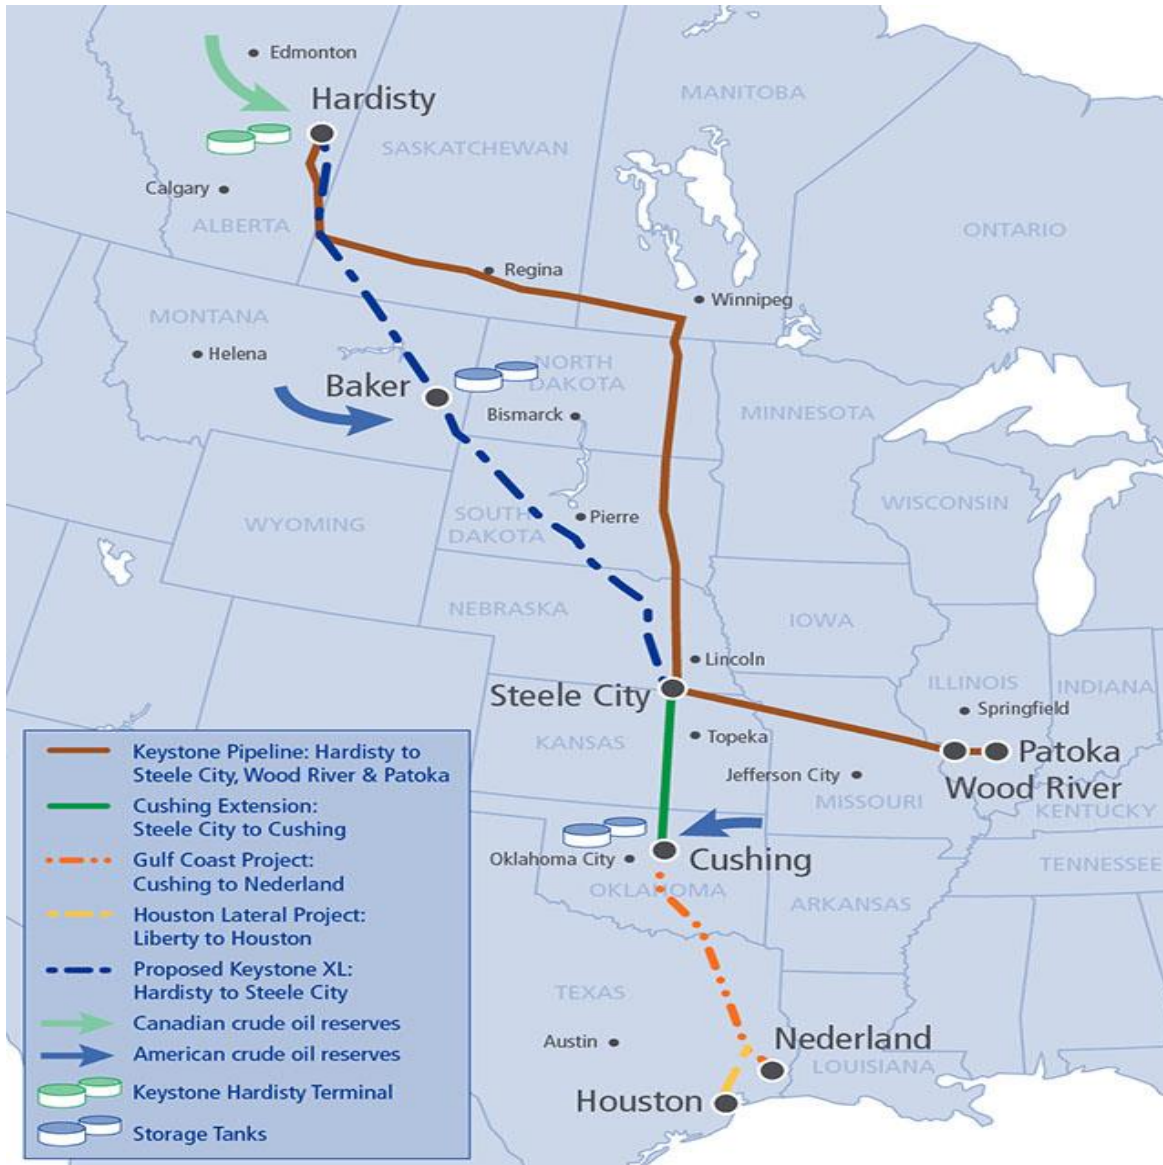 Edmonton
Hardisty
MANITOBA
SASKATCHEWAN
Calgary
ALBERTA
ONTARIO
Regina
Winnipeg
MONTANA
Helena
NORTH
DAKOTA
Baker
Bismarck
MINNESOTA
WISCONSIN
WYOMING
SOUTH
DAKOTA
Pierre
NEBRASKA
IOWA
Lincoln
Steele City
ILLINOIS
INDIANA
Springfield
KANSAS
Topeka
Patoka
Jefferson City
Wood River
MISSOURI
KENTUCKY
Oklahoma City
Cushing
TENNESSEE
OKLAHOMA
ARKANSAS
TEXAS
Austin
Nederland
LOUISIANA
Houston
Keystone Pipeline: Hardisty to
Steele City, Wood River & Patoka
Cushing Extension:
Steele City to Cushing
Gulf Coast Project:
Cushing to Nederland
Houston Lateral Project:
Liberty to Houston
Proposed Keystone XL:
Hardisty to Steele City
Canadian crude oil reserves
American crude oil reserves
Keystone Hardisty Terminal
Storage Tanks